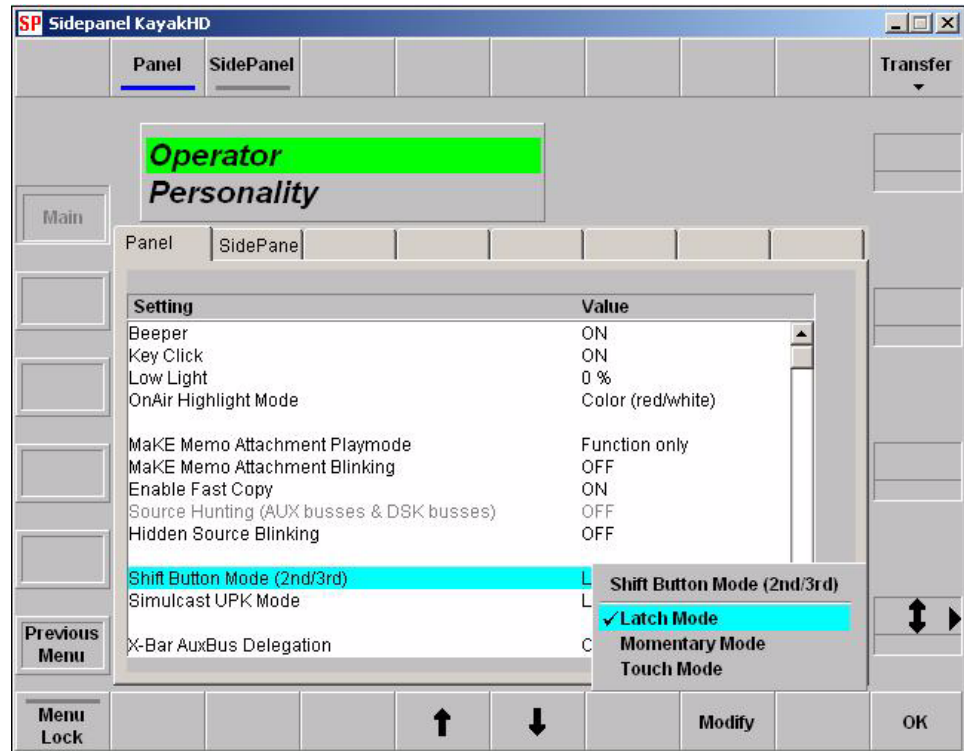 SP Sidepanel KayakHD
Panel SidePanel Transfer
Operator
Personality
Main
Panel SidePane
Setting Value
Beeper ON
Key Click ON
Low Light 0 %
OnAir Highlight Mode Color (red/white)
MaKE Memo Attachment Playmode Function only
MaKE Memo Attachment Blinking OFF
Enable Fast Copy ON
Source Hunting (AUX busses & DSK busses) OFF
Hidden Source Blinking OFF
Shift Button Mode (2nd/3rd) L
Simulcast UPK Mode L
X-Bar AuxBus Delegation
Shift Button Mode (2nd/3rd)
✓Latch Mode
Momentary Mode
Touch Mode
Previous
Menu
Menu
Lock
Modify OK